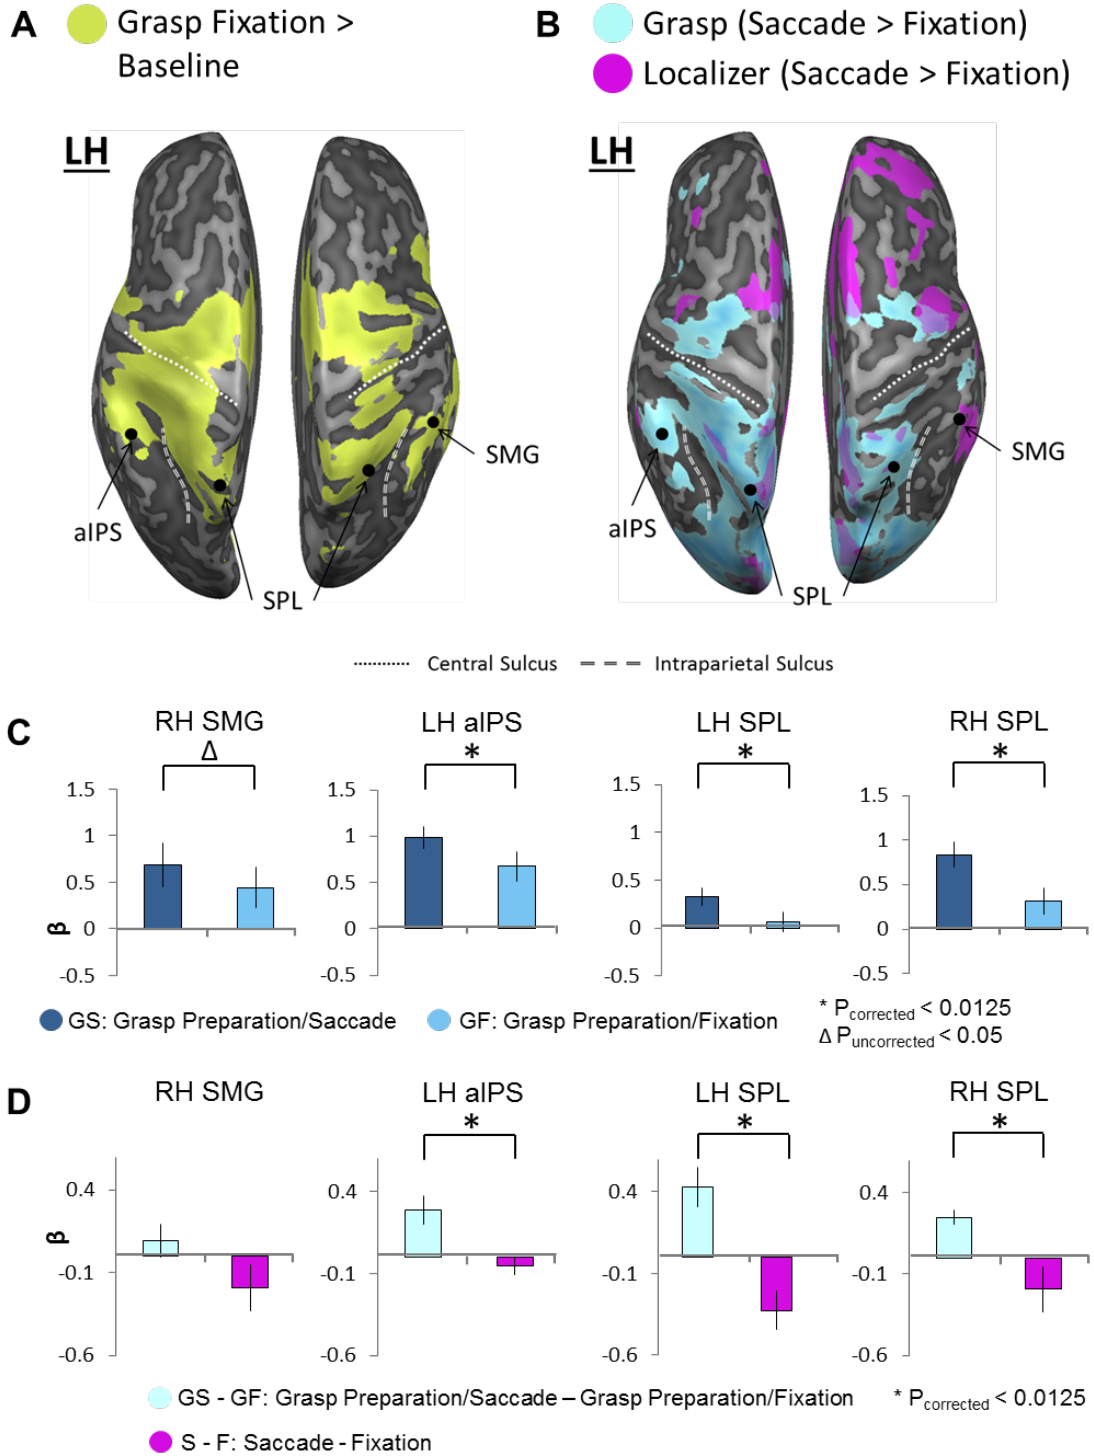 A
Grasp Fixation >
Baseline
B
Grasp (Saccade > Fixation)
Localizer (Saccade > Fixation)
LH
LH
aIPS
SPL
SMG
aIPS
SPL
SMG
Central Sulcus
Intraparietal Sulcus
C
RH SMG
LH aIPS
LH SPL
RH SPL
Δ
*
*
*
1.5
1
0.5
0
-0.5
β
1.5
1
0.5
0
-0.5
1.5
1
0.5
0
-0.5
1.5
1
0.5
0
-0.5
GS: Grasp Preparation/Saccade
GF: Grasp Preparation/Fixation
* Pcorrected < 0.0125
Δ Puncorrected < 0.05
D
RH SMG
LH aIPS
LH SPL
RH SPL
*
*
*
0.4
-0.1
-0.6
β
0.4
-0.1
-0.6
0.4
-0.1
-0.6
0.4
-0.1
-0.6
GS - GF: Grasp Preparation/Saccade – Grasp Preparation/Fixation
* Pcorrected < 0.0125
S - F: Saccade - Fixation